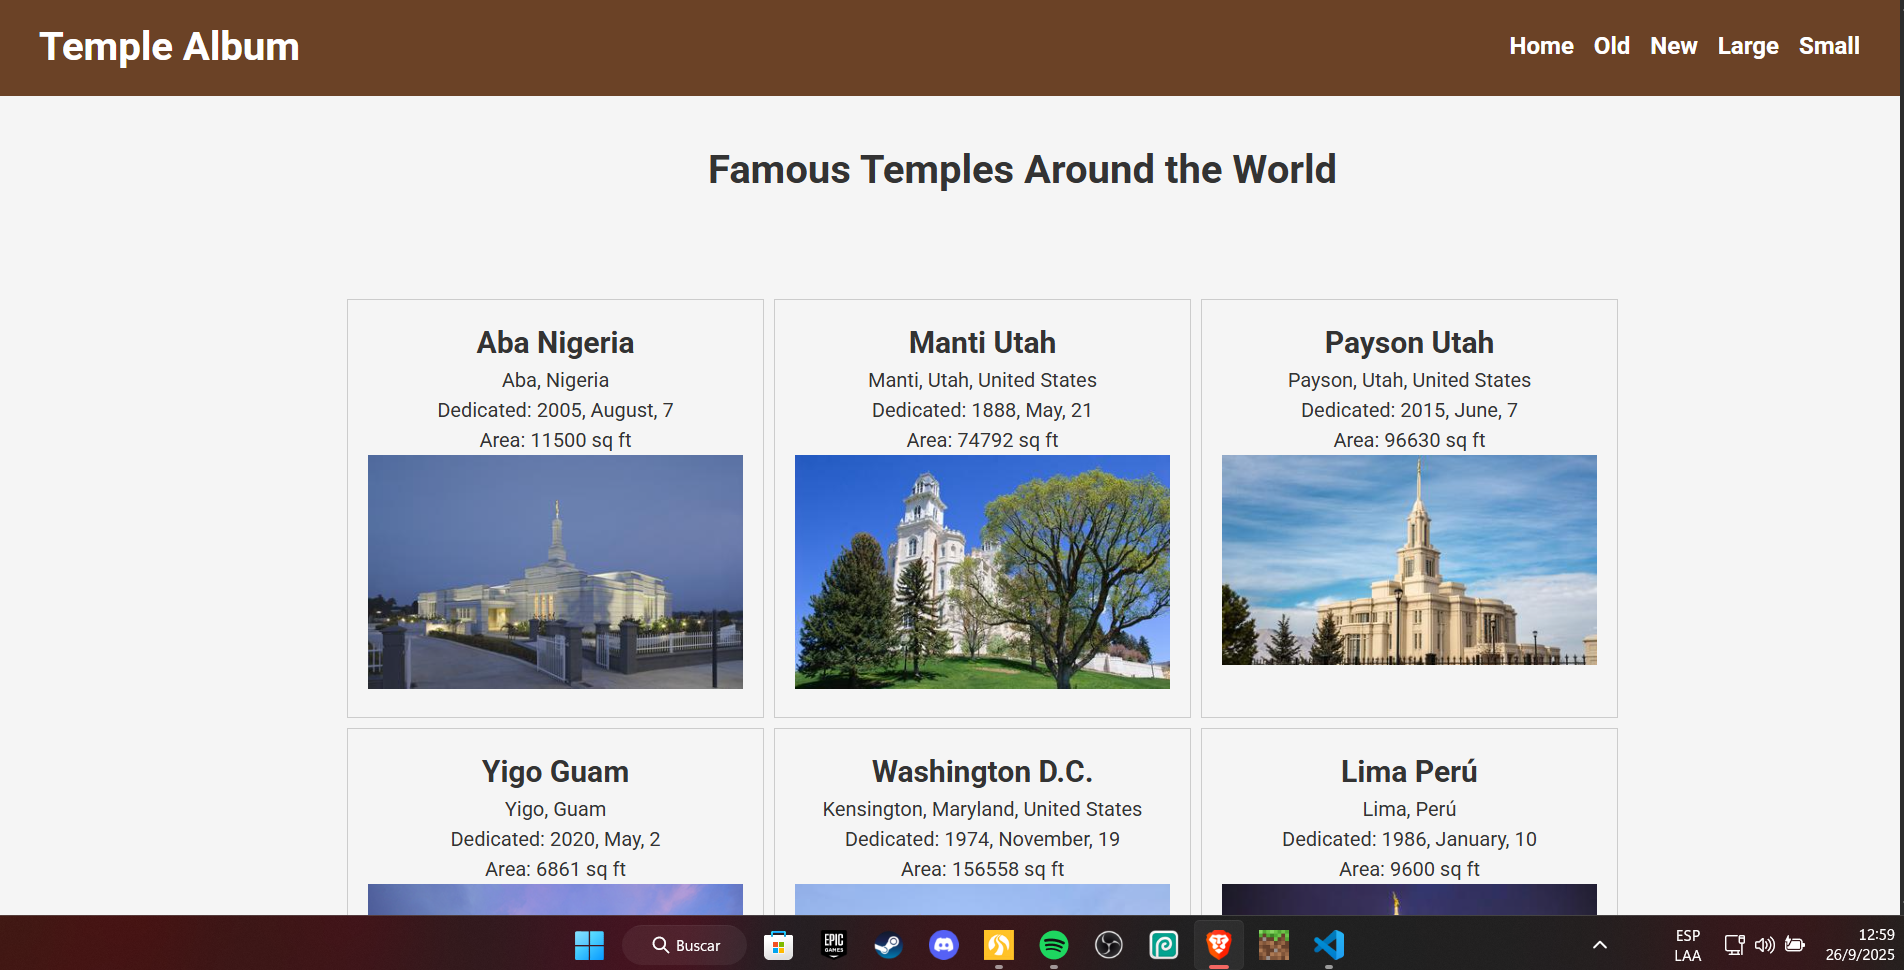 Temple Album
Home Old New Large Small
Famous Temples Around the World
Aba Nigeria
Aba, Nigeria
Dedicated: 2005, August, 7
Area: 11500 sq ft
Manti Utah
Manti, Utah, United States
Dedicated: 1888, May, 21
Area: 74792 sq ft
Payson Utah
Payson, Utah, United States
Dedicated: 2015, June, 7
Area: 96630 sq ft
Yigo Guam
Yigo, Guam
Dedicated: 2020, May, 2
Area: 6861 sq ft
Washington D.C.
Kensington, Maryland, United States
Dedicated: 1974, November, 19
Area: 156558 sq ft
Lima Perú
Lima, Perú
Dedicated: 1986, January, 10
Area: 9600 sq ft
Buscar
EPIC
GAMES
ESP
LAA
12:59
26/9/2025